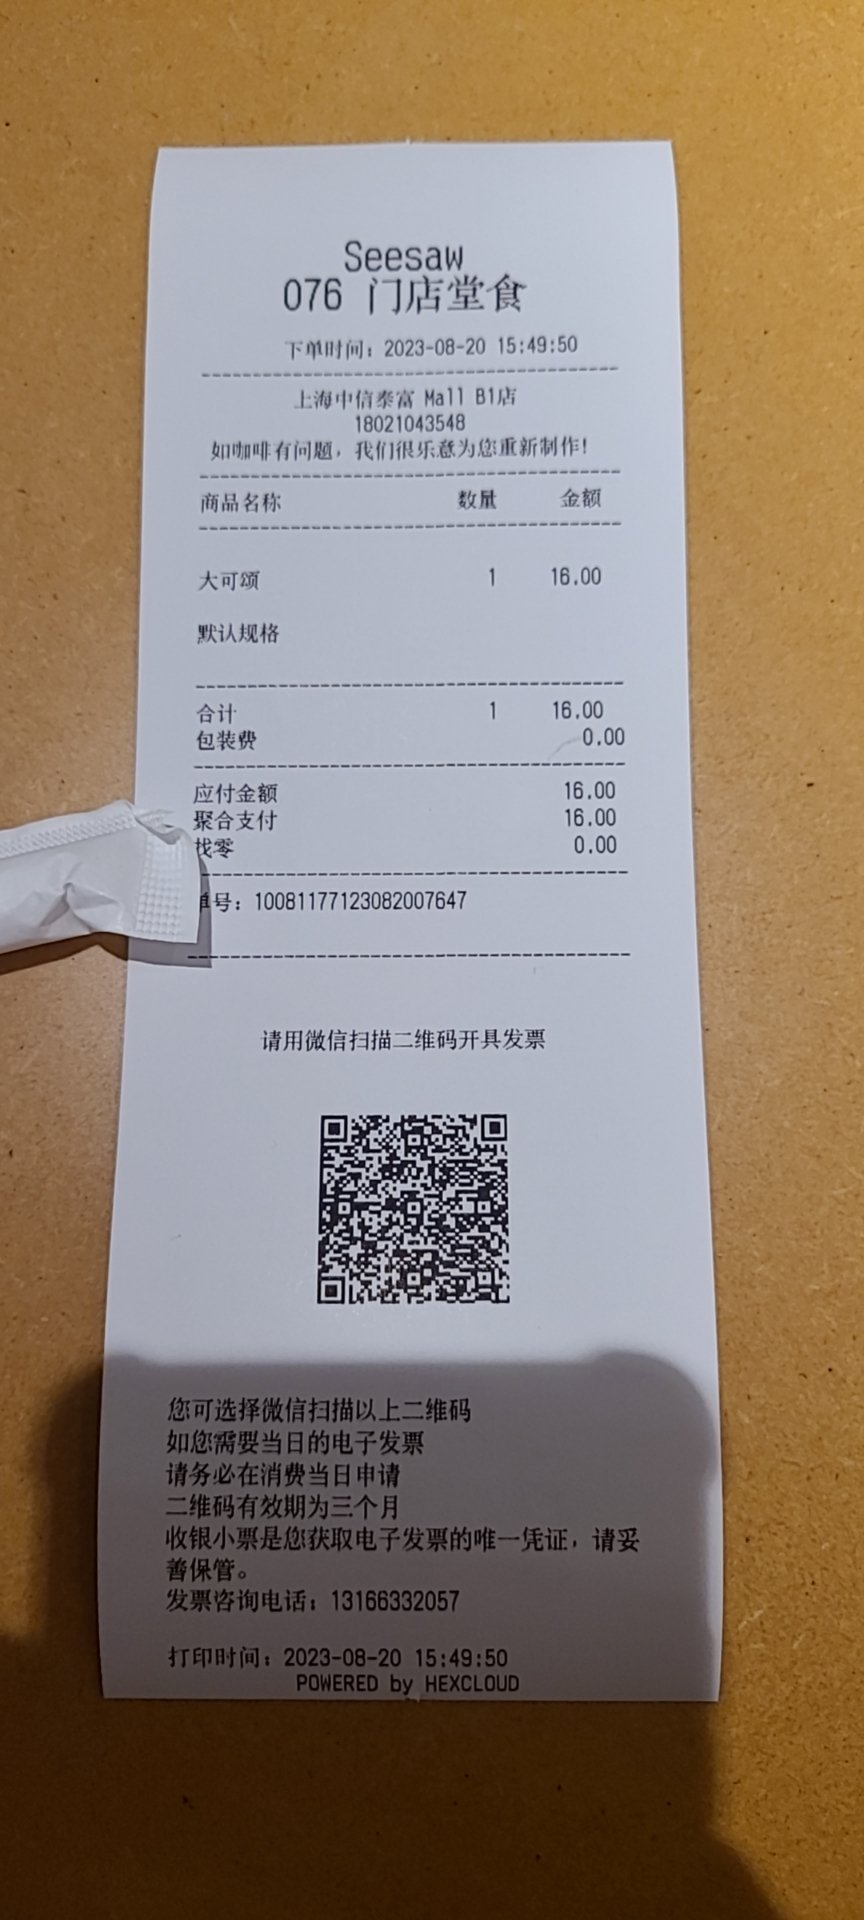 Seesaw
076 门店堂食
下单时间：2023-08-20 15:49:50
上海中信泰富 Mall B1店
18021043548
如咖啡有问题，我们很乐意为您重新制作！
商品名称 数量 金额
大可颂 1 16.00
默认规格
合计 1 16.00
包装费 0.00
应付金额 16.00
聚合支付 16.00
找零 0.00
单号：10081177123082007647
请用微信扫描二维码开具发票
您可选择微信扫描以上二维码
如您需要当日的电子发票
请务必在消费当日申请
二维码有效期为三个月
收银小票是您获取电子发票的唯一凭证，请妥
善保管。
发票咨询电话：13166332057
打印时间：2023-08-20 15:49:50
POWERED by HEXCLOUD